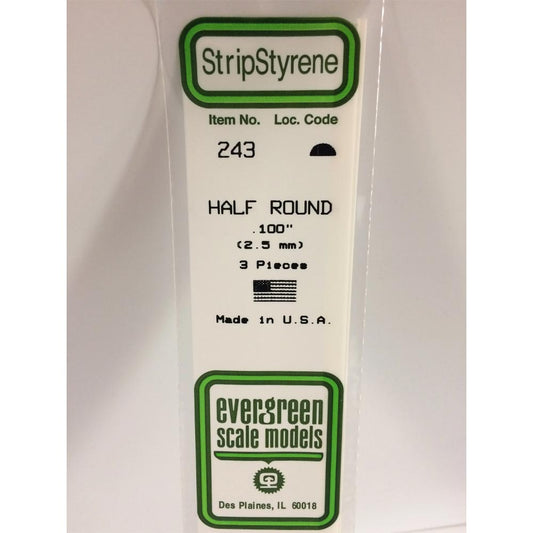 StripStyrene
Item No. Loc. Code
243
HALF ROUND
.100"
(2.5 mm)
3 Pieces
Made in U.S.A.
evergreen
scale models
Des Plaines, IL 60018